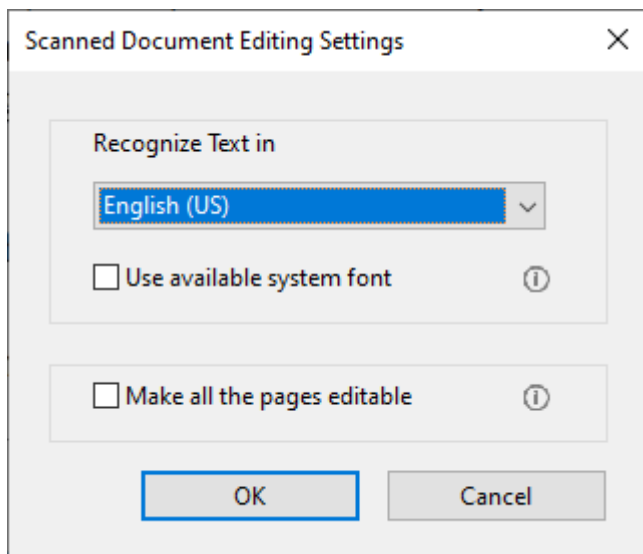 Scanned Document Editing Settings
Recognize Text in
English (US)
Use available system font
Make all the pages editable
OK
Cancel